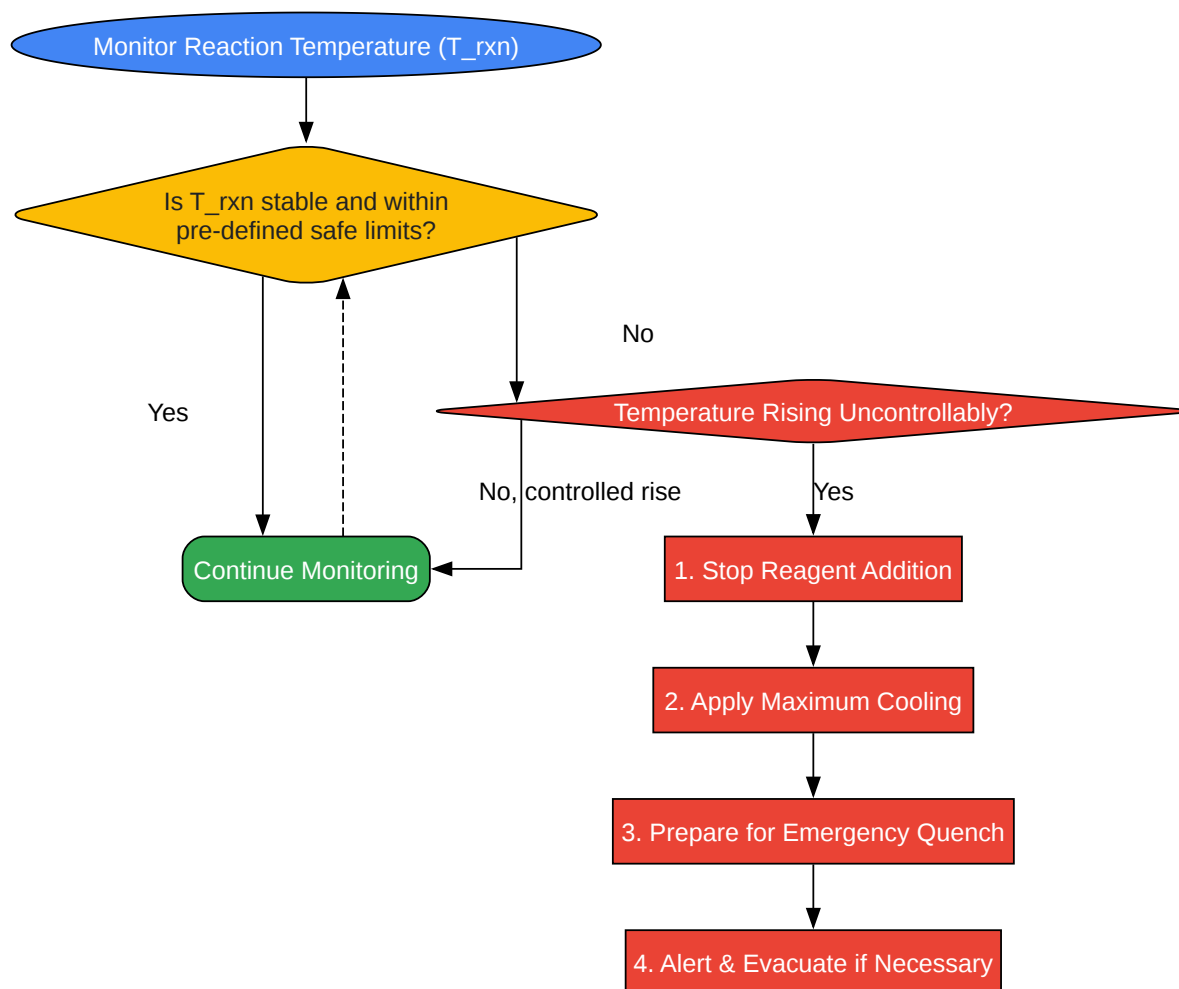 Monitor Reaction Temperature (T_rxn)
Is T_rxn stable and within
pre-defined safe limits?
No
Yes
Temperature Rising Uncontrollably?
No, controlled rise
Yes
Continue Monitoring
1. Stop Reagent Addition
2. Apply Maximum Cooling
3. Prepare for Emergency Quench
4. Alert & Evacuate if Necessary